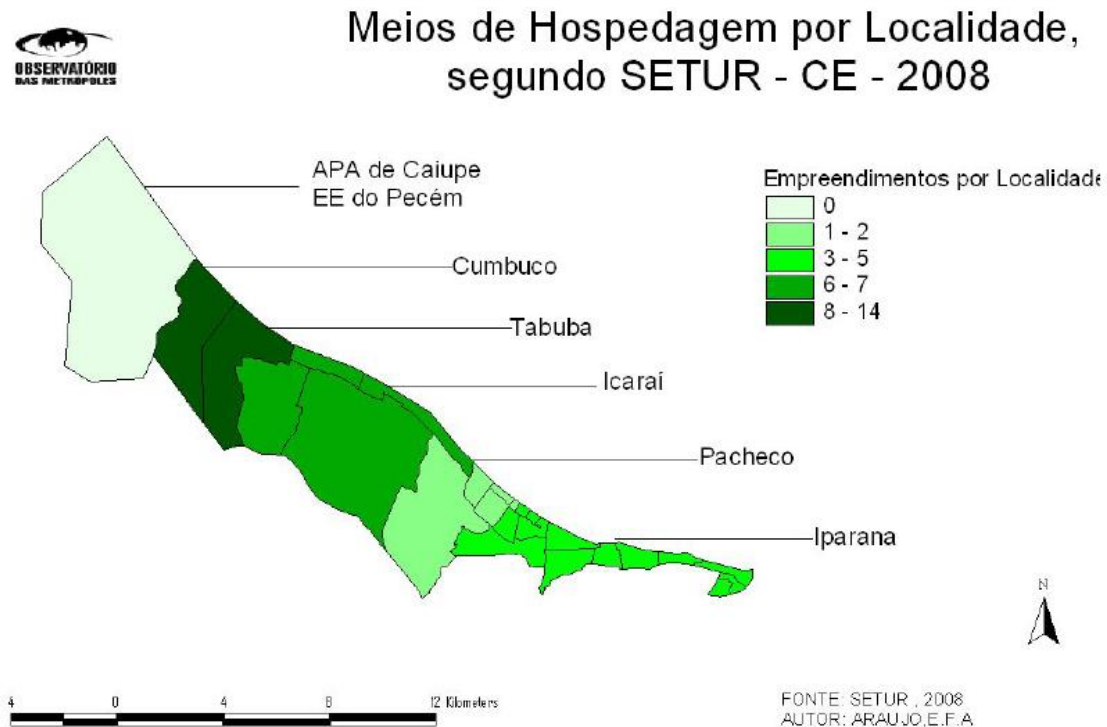 OBSERVATÓRIO
DAS METRÓPOLES
Meios de Hospedagem por Localidade,
segundo SETUR - CE - 2008
APA de Caiupe
EE do Pecém
Cumbuco
Tabuba
Icaraí
Pacheco
Iparana
Empreendimentos por Localidade
0
1 - 2
3 - 5
6 - 7
8 - 14
N
4 0 4 8 12 Kilometers
FONTE: SETUR , 2008
AUTOR: ARAUJO,E.F.A